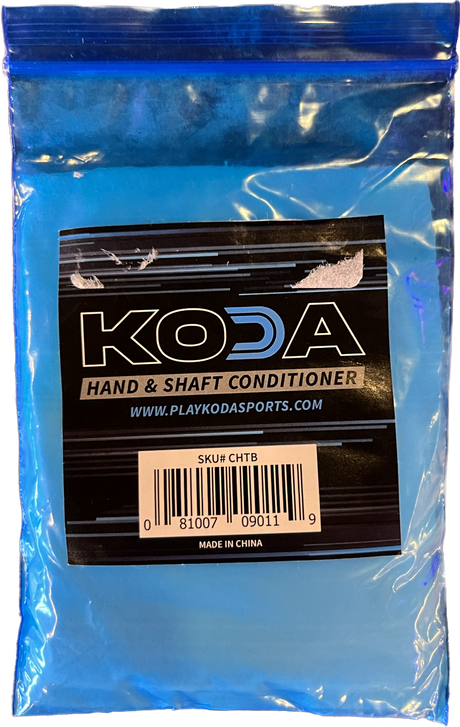 KODA
HAND & SHAFT CONDITIONER
WWW.PLAYKODASPORTS.COM
SKU# CHTB
0 81007 09011 9
MADE IN CHINA